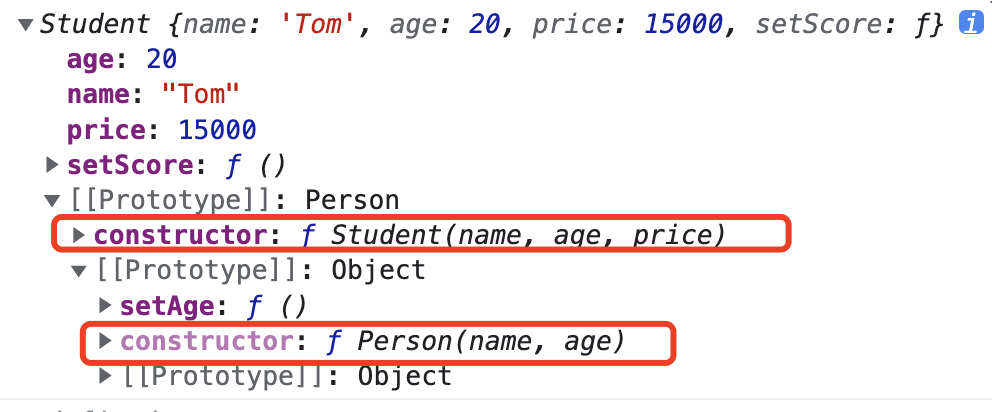 ▼Student {name: 'Tom', age: 20, price: 15000, setScore: ƒ} i
age: 20
name: "Tom"
price: 15000
▶setScore: ƒ ()
▼[[Prototype]]: Person
▶constructor: ƒ Student(name, age, price)
▼[[Prototype]]: Object
▶setAge: ƒ ()
▶constructor: ƒ Person(name, age)
▶[[Prototype]]: Object